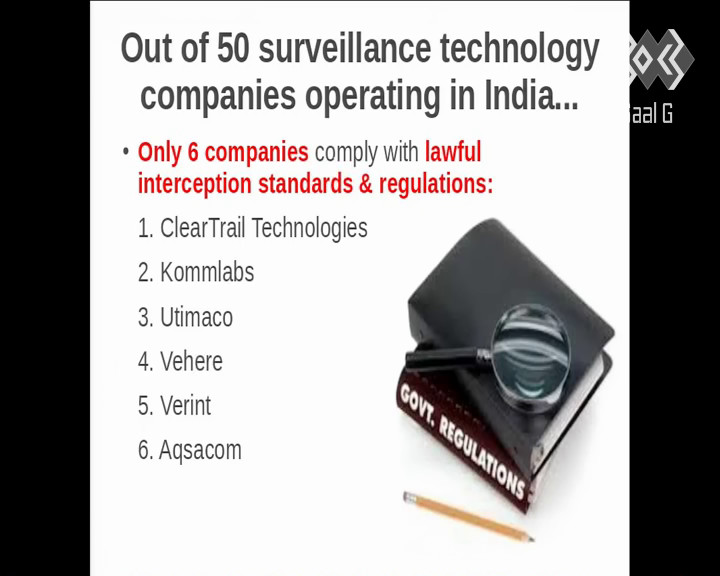 Out of 50 surveillance technology
companies operating in India...
• Only 6 companies comply with lawful
interception standards & regulations:
1. ClearTrail Technologies
2. Kommlabs
3. Utimaco
4. Vehere
5. Verint
6. Aqsacom
GOVT. REGULATIONS
Saal G